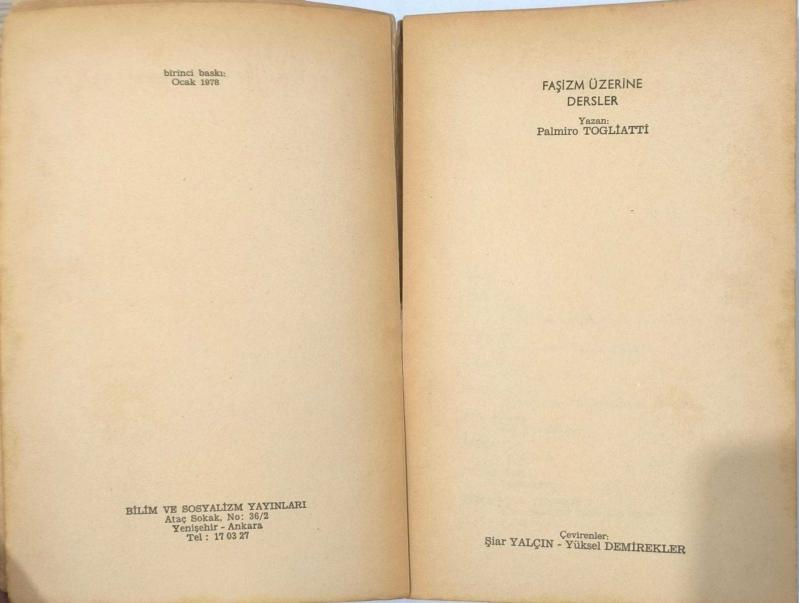 birinci baskı:
Ocak 1978
BİLİM VE SOSYALİZM YAYINLARI
Ataç Sokak, No: 36/2
Yenişehir - Ankara
Tel : 17 03 27
FAŞİZM ÜZERİNE
DERSLER
Yazan:
Palmiro TOGLİATTİ
Çevirenler:
Şiar YALÇIN - Yüksel DEMİREKLER